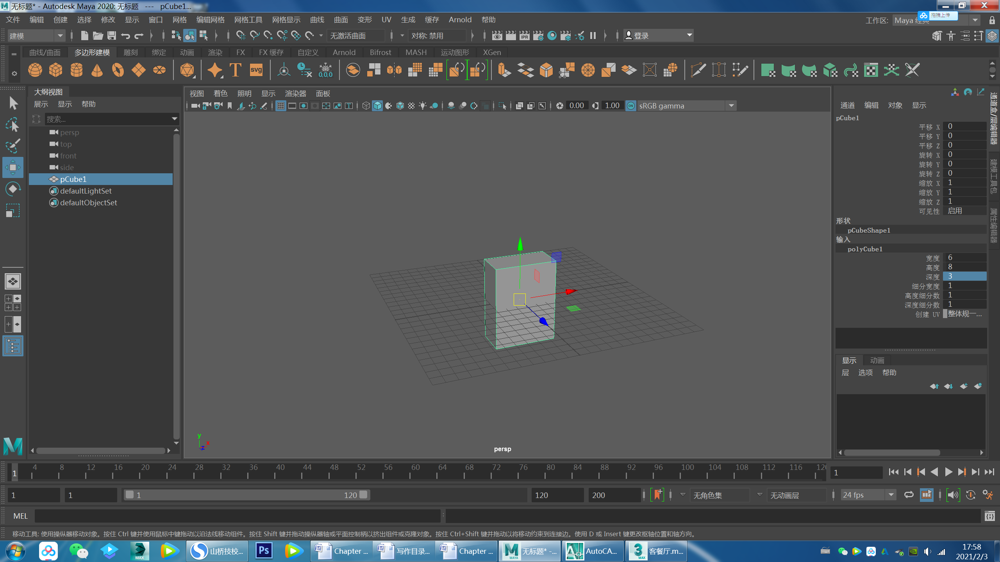 无标题* - Autodesk Maya 2020: 无标题 --- pCube1...
文件 编辑 创建 选择 修改 显示 窗口 网格 编辑网格 网格工具 网格显示 曲线 曲面 变形 UV 生成 缓存 Arnold 帮助
工作区: Maya 经典
拖拽上传
建模 无激活曲面 对称: 禁用 IPR 登录
曲线/曲面 多边形建模 雕刻 绑定 动画 渲染 FX FX 缓存 自定义 Arnold Bifrost MASH 运动图形 XGen
T svg 0,0,0
大纲视图
展示 显示 帮助
搜索...
persp
top
front
side
pCube1
defaultLightSet
defaultObjectSet
视图 着色 照明 显示 渲染器 面板
0.00 1.00 ON sRGB gamma
y
x
z
persp
通道 编辑 对象 显示
pCube1
平移 X 0
平移 Y 0
平移 Z 0
旋转 X 0
旋转 Y 0
旋转 Z 0
缩放 X 1
缩放 Y 1
缩放 Z 1
可见性 启用
形状
pCubeShape1
输入
polyCube1
宽度 6
高度 8
深度 3
细分宽度 1
高度细分数 1
深度细分数 1
创建 UV 整体规一...
通道盒/层编辑器
建模工具包
属性编辑器
显示 动画
层 选项 帮助
1 4 8 12 16 20 24 28 32 36 40 44 48 52 56 60 64 68 72 76 80 84 88 92 96 100 104 108 112 116 120 1
1 1 1 120 120 200 无角色集 无动画层 24 fps
MEL
移动工具: 使用操纵器移动对象。按住 Ctrl 键并使用鼠标中键拖动以沿法线移动组件。按住 Shift 键并拖动操纵器轴或平面控制柄以挤出组件或克隆对象。按住 Ctrl+Shift 键并拖动以将移动约束到连接边。使用 D 或 Insert 键更改枢轴位置和轴方向。
MAX 山桥技校... Ps Chapter ... 写作目录... Chapter ... MAYA 无标题* -... AutoCA... 3 MAX 客餐厅.m...
17:58
2021/2/3